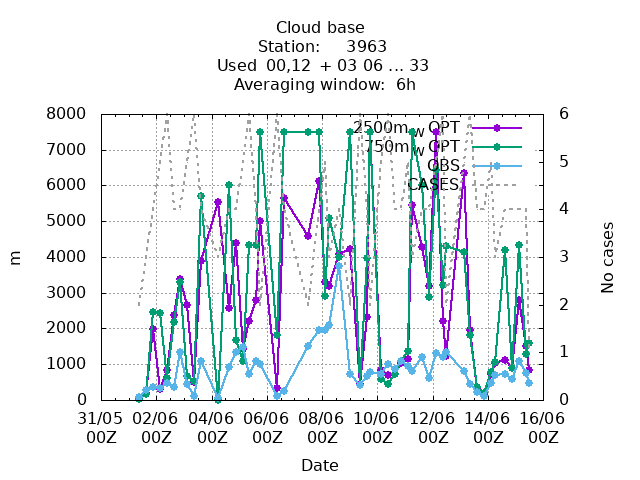 Cloud base
Station: 3963
Used 00,12 + 03 06 ... 33
Averaging window: 6h
2500m_w OPT
750m_w OPT
OBS
CASES
8000
7000
6000
5000
4000
3000
2000
1000
0
m
6
5
4
3
2
1
0
No cases
31/05 02/06 04/06 06/06 08/06 10/06 12/06 14/06 16/06
00Z 00Z 00Z 00Z 00Z 00Z 00Z 00Z 00Z
Date